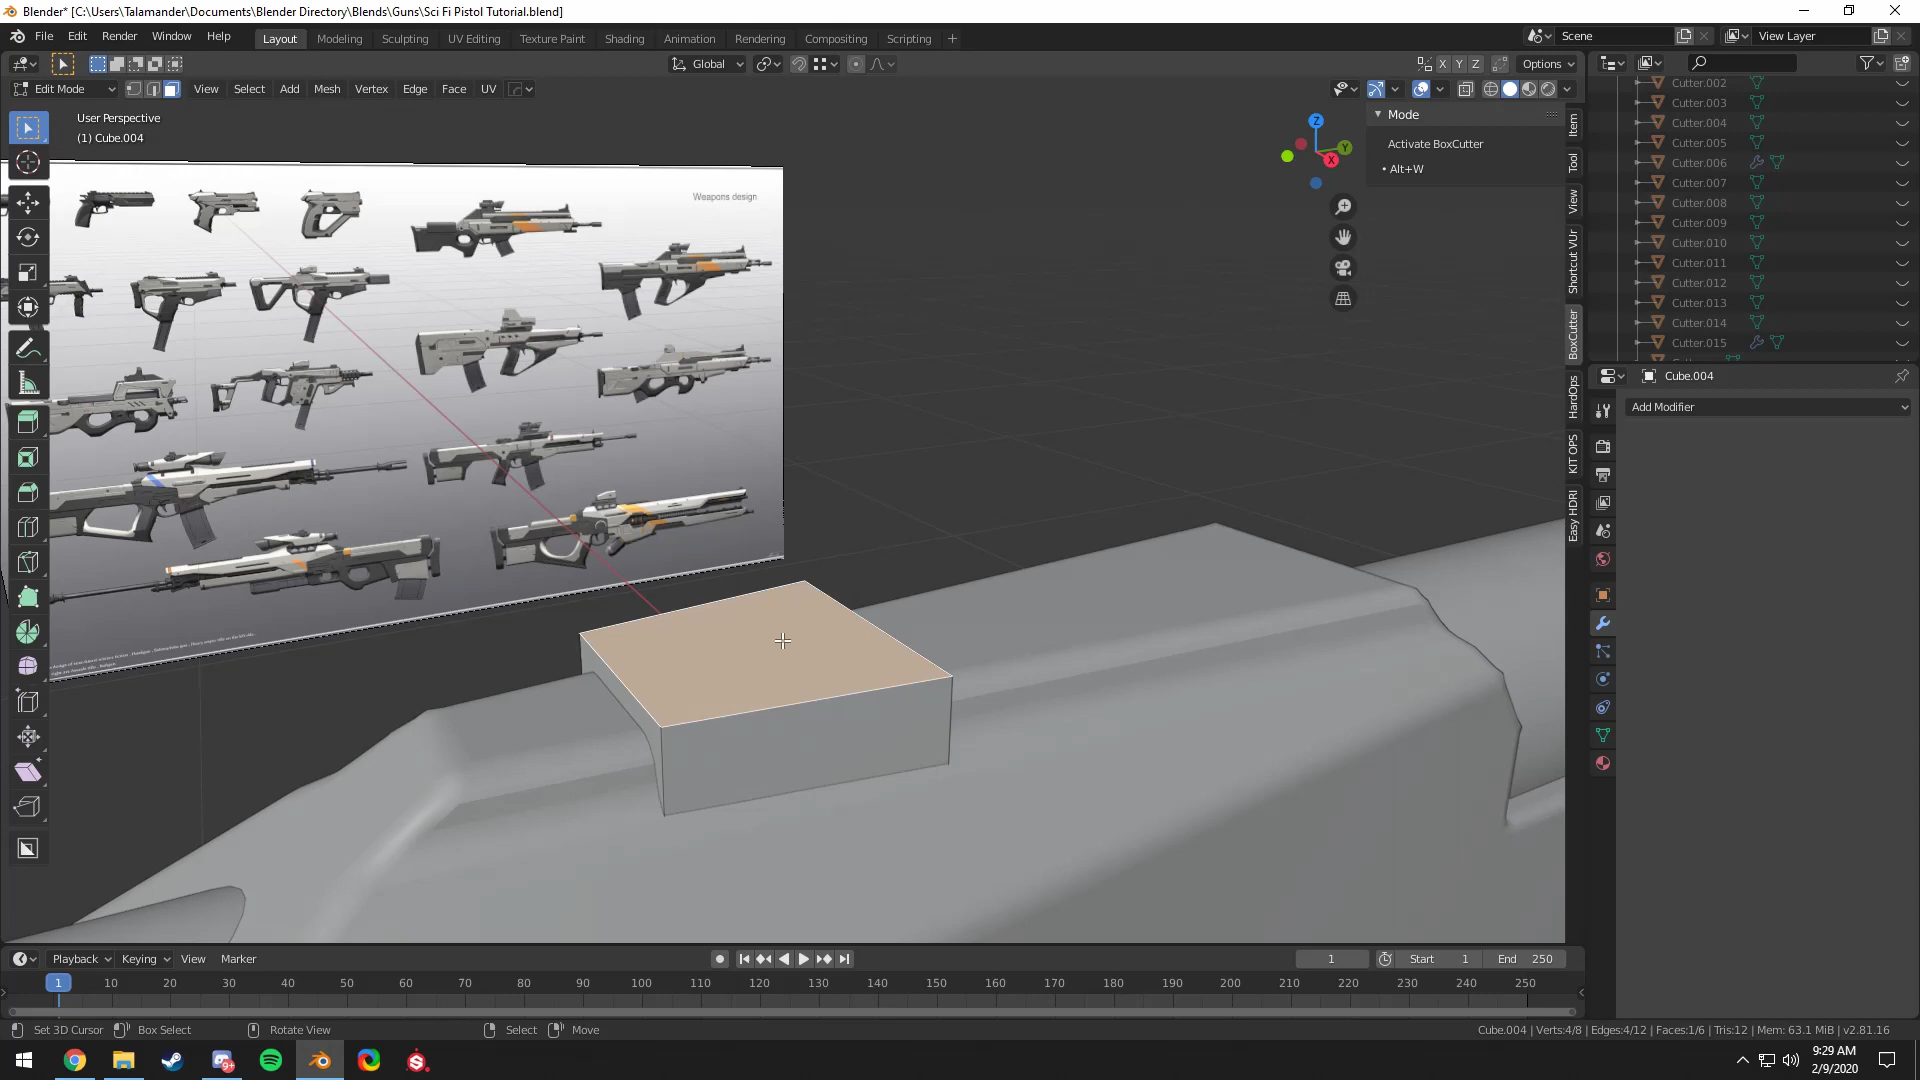 Blender* [C:\Users\Talamander\Documents\Blender Directory\Blends\Guns\Sci Fi Pistol Tutorial.blend]
File Edit Render Window Help Layout Modeling Sculpting UV Editing Texture Paint Shading Animation Rendering Compositing Scripting Scene View Layer
Global X Y Z Options
Edit Mode View Select Add Mesh Vertex Edge Face UV
User Perspective
(1) Cube.004
Mode
Activate BoxCutter
• Alt+W
Z
Y
X
Weapons design
Item
Tool
View
Shortcut VUr
BoxCutter
HardOps
KIT OPS
Easy HDRI
Cutter.002
Cutter.003
Cutter.004
Cutter.005
Cutter.006
Cutter.007
Cutter.008
Cutter.009
Cutter.010
Cutter.011
Cutter.012
Cutter.013
Cutter.014
Cutter.015
Cube.004
Add Modifier
Playback Keying View Marker 1 Start 1 End 250
1 10 20 30 40 50 60 70 80 90 100 110 120 130 140 150 160 170 180 190 200 210 220 230 240 250
Set 3D Cursor Box Select Rotate View Select Move Cube.004 | Verts:4/8 | Edges:4/12 | Faces:1/6 | Tris:12 | Mem: 63.1 MiB | v2.81.16
9+
9:29 AM
2/9/2020